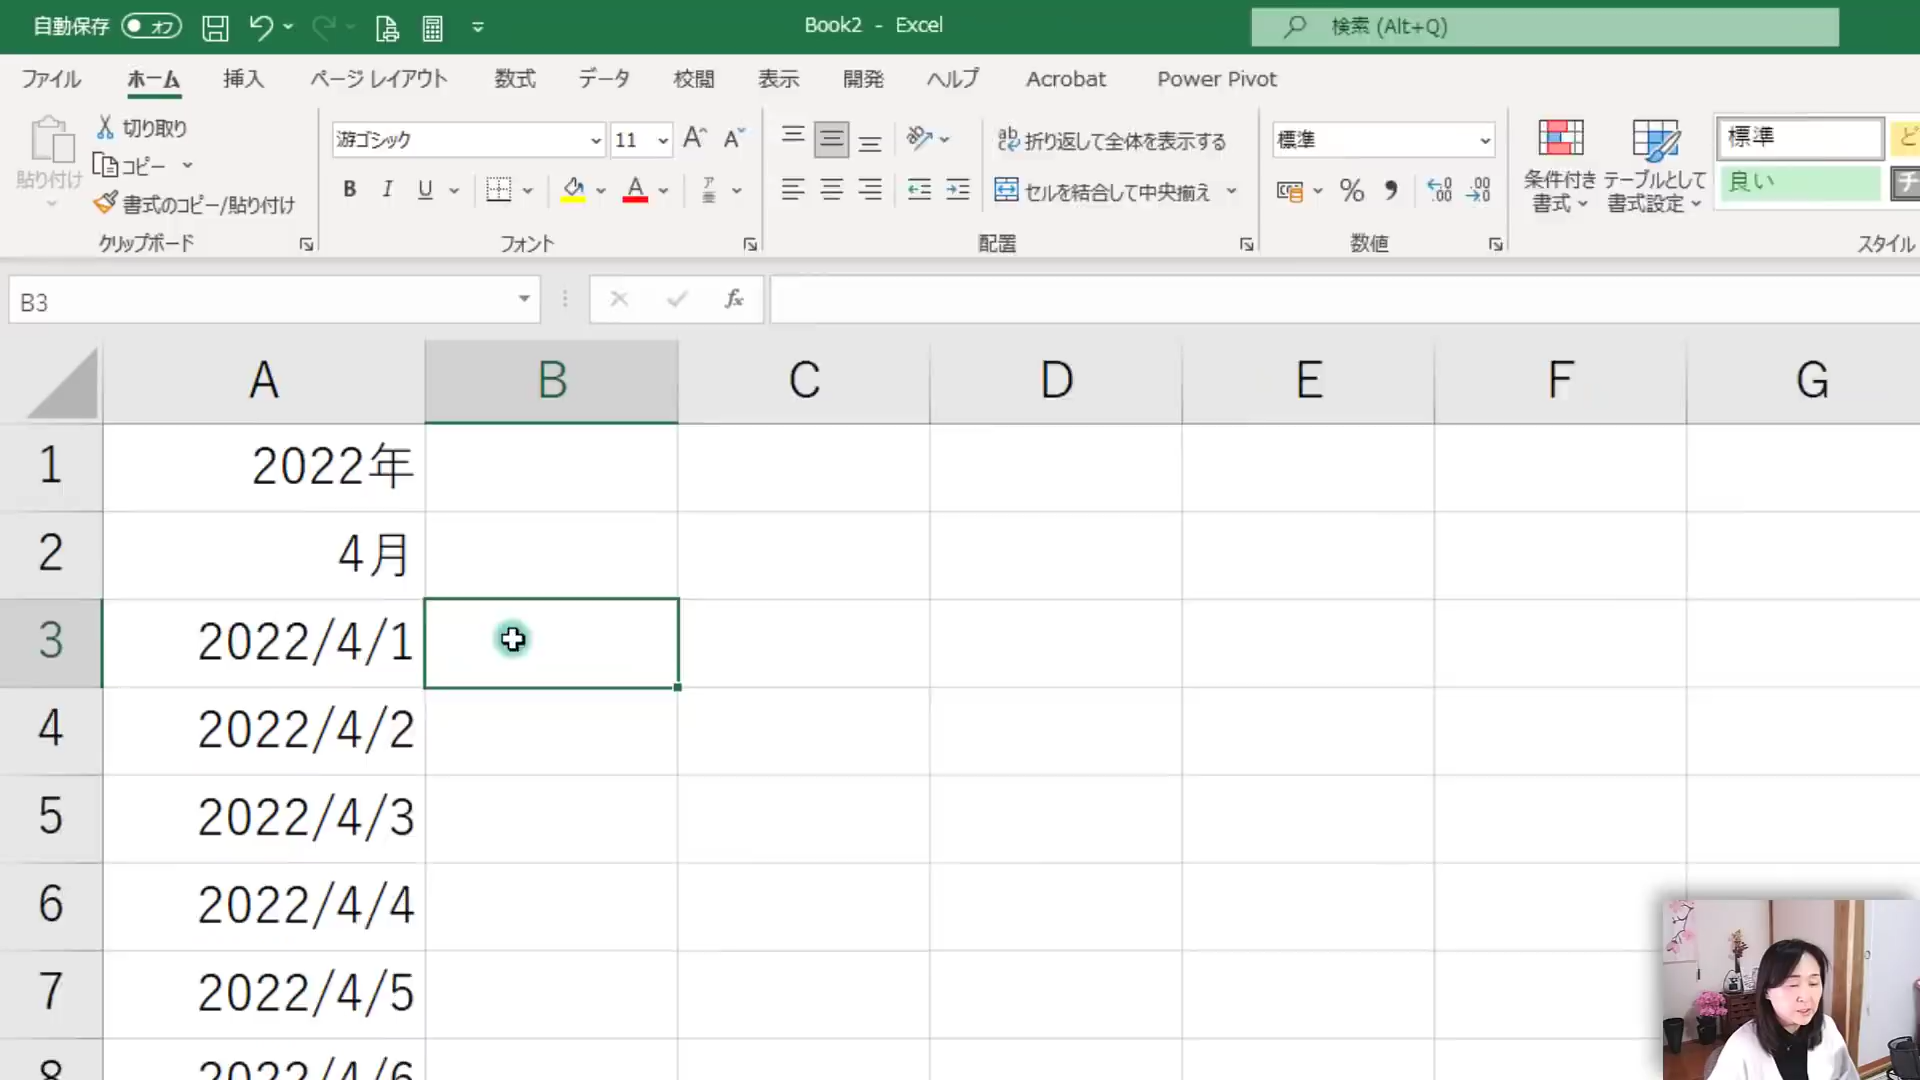 自動保存 オフ
Book2 - Excel
検索 (Alt+Q)
ファイル ホーム 挿入 ページ レイアウト 数式 データ 校閲 表示 開発 ヘルプ Acrobat Power Pivot
貼り付け
切り取り
コピー
書式のコピー/貼り付け
クリップボード
游ゴシック 11
B I U
フォント
折り返して全体を表示する
セルを結合して中央揃え
配置
標準
数値
条件付き書式
テーブルとして書式設定
標準
良い
スタイル
B3
fx
A B C D E F G
1 2022年
2 4月
3 2022/4/1
4 2022/4/2
5 2022/4/3
6 2022/4/4
7 2022/4/5
8 2022/4/6